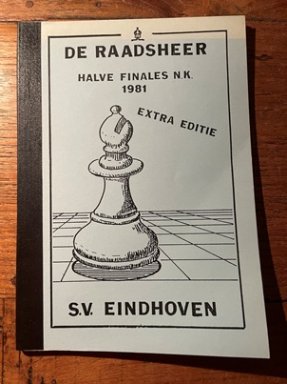 DE RAADSHEER
HALVE FINALES N.K.
1981
EXTRA EDITIE
S.V. EINDHOVEN